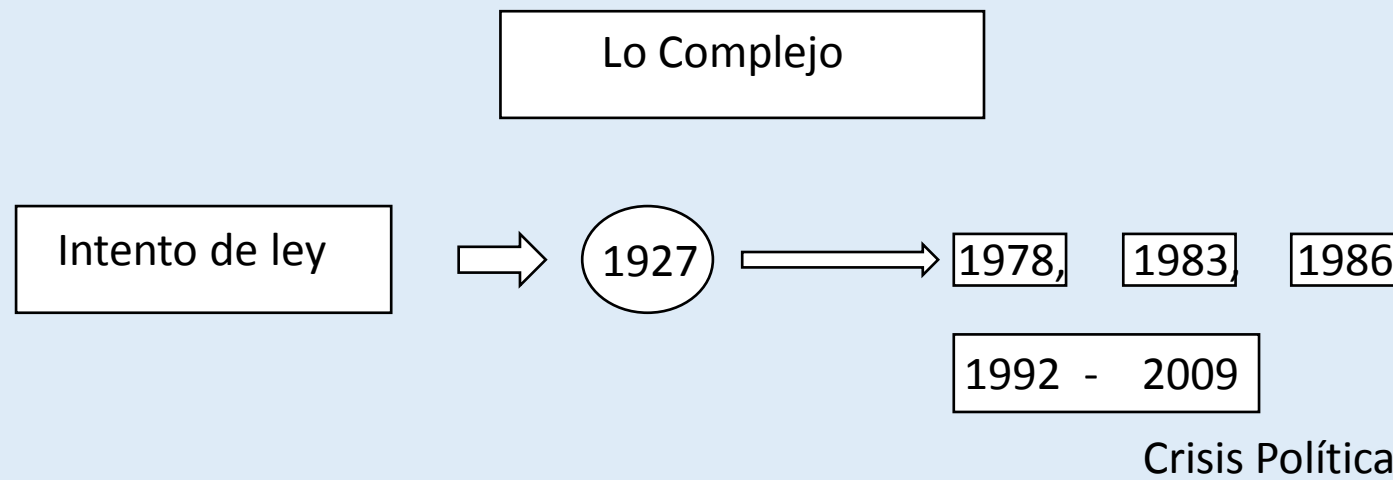 Lo Complejo
Intento de ley 1927 1978, 1983, 1986
1992 - 2009
Crisis Política